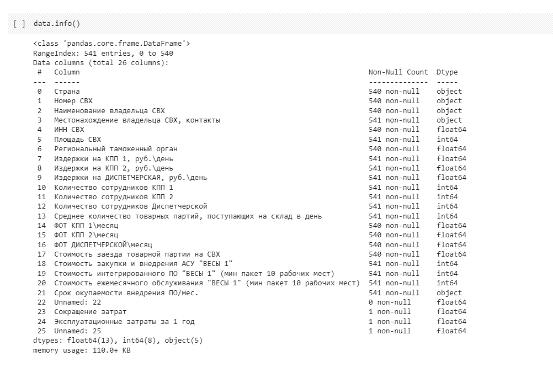 [ ] data.info()
<class 'pandas.core.frame.DataFrame'>
RangeIndex: 541 entries, 0 to 540
Data columns (total 26 columns):
# Column Non-Null Count Dtype
--- ------ -------------- -----
0 Страна 540 non-null object
1 Номер СВХ 540 non-null object
2 Наименование владельца СВХ 540 non-null object
3 Местонахождение владельца СВХ, контакты 541 non-null object
4 ИНН СВХ 540 non-null float64
5 Площадь СВХ 541 non-null int64
6 Региональный таможенный орган 540 non-null float64
7 Издержки на КПП 1, руб.\день 541 non-null float64
8 Издержки на КПП 2, руб.\день 541 non-null float64
9 Издержки на ДИСПЕТЧЕРСКАЯ, руб.\день 541 non-null float64
10 Количество сотрудников КПП 1 541 non-null int64
11 Количество сотрудников КПП 2 541 non-null int64
12 Количество сотрудников Диспетчерской 541 non-null int64
13 Среднее количество товарных партий, поступающих на склад в день 541 non-null int64
14 ФОТ КПП 1\месяц 540 non-null float64
15 ФОТ КПП 2\месяц 540 non-null float64
16 ФОТ ДИСПЕТЧЕРСКОЙ\месяц 540 non-null float64
17 Стоимость заезда товарной партии на СВХ 540 non-null float64
18 Стоимость закупки и внедрения АСУ "ВЕСЫ 1" 541 non-null int64
19 Стоимость интегрированного ПО "ВЕСЫ 1" (мин пакет 10 рабочих мест) 541 non-null int64
20 Стоимость ежемесячного обслуживания "ВЕСЫ 1" (мин пакет 10 рабочих мест) 541 non-null int64
21 Срок окупаемости внедрения ПО/мес. 541 non-null object
22 Unnamed: 22 0 non-null float64
23 Сокращение затрат 1 non-null float64
24 Эксплуатационные затраты за 1 год 1 non-null float64
25 Unnamed: 25 1 non-null float64
dtypes: float64(13), int64(8), object(5)
memory usage: 110.0+ KB